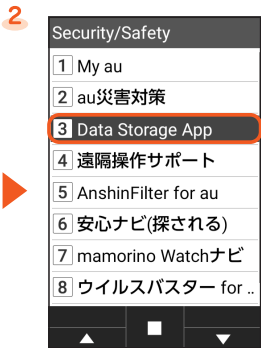 2
Security/Safety
1 My au
2 au災害対策
3 Data Storage App
4 遠隔操作サポート
5 AnshinFilter for au
6 安心ナビ(探される)
7 mamorino Watchナビ
8 ウイルスバスター for ..